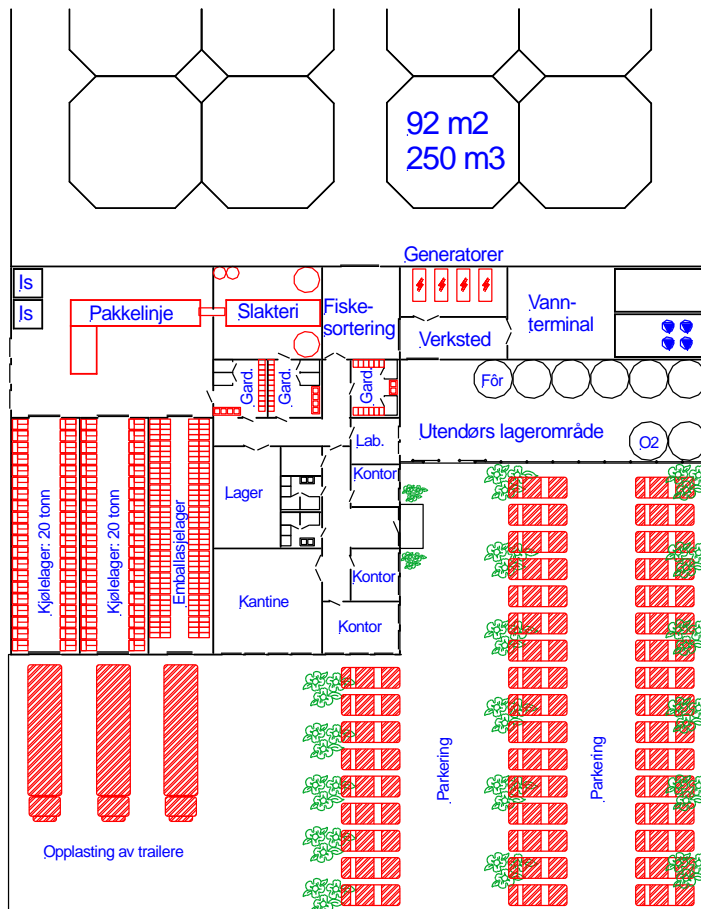 92 m2
250 m3
Generatorer
Is
Is
Pakkelinje
Slakteri
Fiske-
sortering
Verksted
Vann-
terminal
Gard.
Gard.
Gard.
Fôr
Utendørs lagerområde
O2
Lab.
Kontor
Lager
Kjølelager: 20 tonn
Kjølelager: 20 tonn
Emballasjelager
Kantine
Kontor
Kontor
Parkering
Parkering
Opplasting av trailere